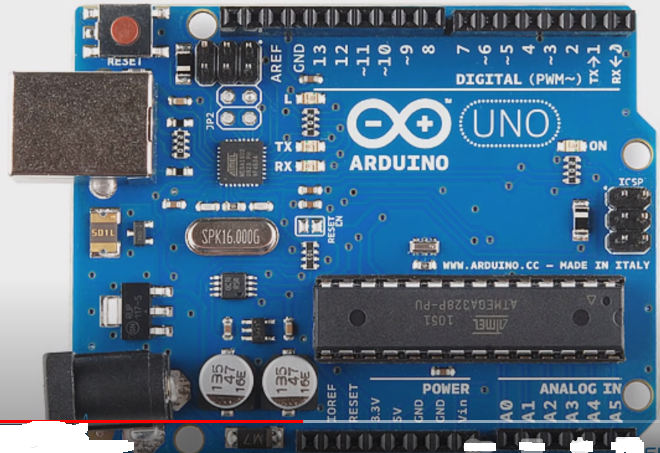 RESET
AREF
GND
13
12
~11
~10
~9
8
7
~6
~5
4
~3
2
TX→1
RX←0
DIGITAL (PWM~)
JP2
L
TX
RX
ARDUINO
UNO
ON
ICSP
SPK16.000G
RESET
EN
501L
WWW.ARDUINO.CC - MADE IN ITALY
ATMEL
ATMEGA328P-PU
1051
135
47
16E
135
47
16E
POWER
ANALOG IN
IOREF
RESET
3.3V
5V
GND
GND
Vin
A0
A1
A2
A3
A4
A5
M7